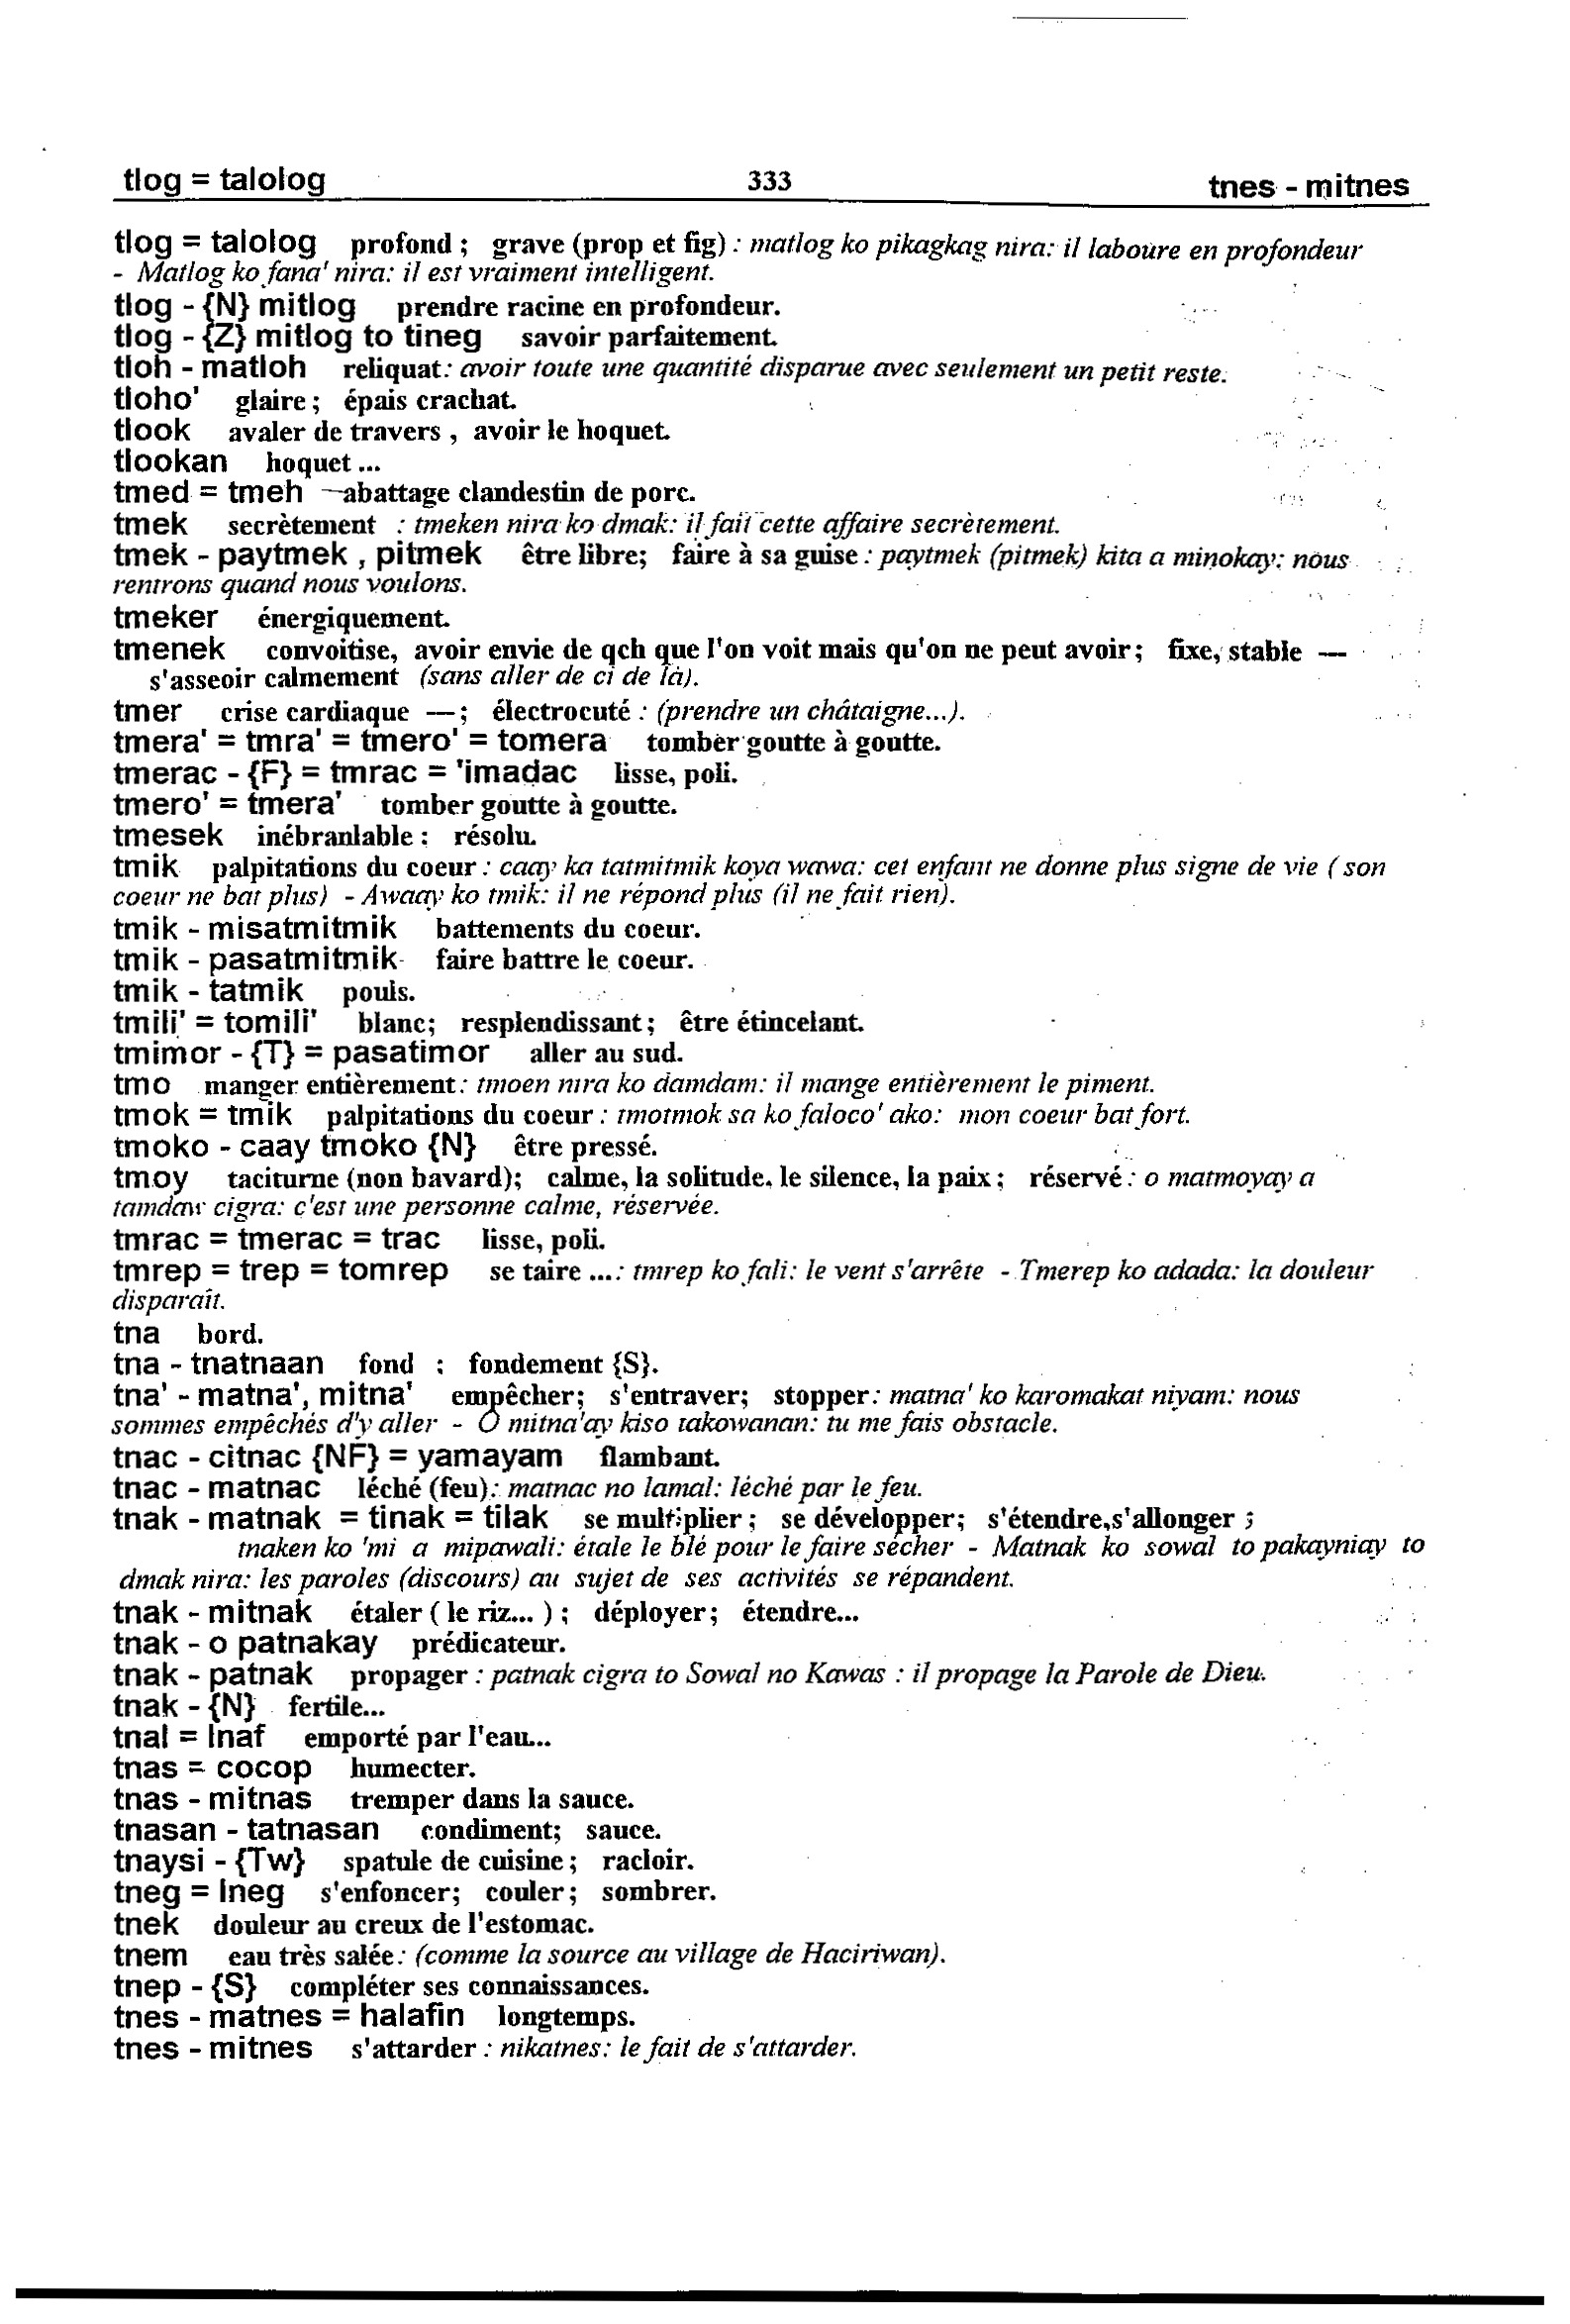 tlog = talolog 333 tnes - mitnes
tlog = talolog profond ; grave (prop et fig) : matlog ko pikagkag nira: il laboure en profondeur
- Matlog ko fana' nira: il est vraiment intelligent.
tlog - {N} mitlog prendre racine en profondeur.
tlog - {Z} mitlog to tineg savoir parfaitement.
tloh - matloh reliquat: avoir toute une quantité disparue avec seulement un petit reste.
tloho' glaire ; épais crachat.
tlook avaler de travers , avoir le hoquet.
tlookan hoquet ...
tmed = tmeh —abattage clandestin de porc.
tmek secrètement : tmeken nira ko dmak: il fait cette affaire secrètement.
tmek - paytmek , pitmek être libre; faire à sa guise : paytmek (pitmek) kita a minokay: nous
rentrons quand nous voulons.
tmeker énergiquement.
tmenek convoitise, avoir envie de qch que l'on voit mais qu'on ne peut avoir ; fixe, stable —
s'asseoir calmement (sans aller de ci de là).
tmer crise cardiaque — ; électrocuté : (prendre un châtaigne...).
tmera' = tmra' = tmero' = tomera tomber goutte à goutte.
tmerac - {F} = tmrac = 'imadac lisse, poli.
tmero' = tmera' tomber goutte à goutte.
tmesek inébranlable : résolu.
tmik palpitations du coeur : caay ka tatmitmik koya wawa: cet enfant ne donne plus signe de vie ( son
coeur ne bat plus) - Awaay ko tmik: il ne répond plus (il ne fait rien).
tmik - misatmitmik battements du coeur.
tmik - pasatmitmik faire battre le coeur.
tmik - tatmik pouls.
tmili' = tomili' blanc; resplendissant ; être étincelant.
tmimor - {T} = pasatimor aller au sud.
tmo manger entièrement : tmoen nira ko damdam: il mange entièrement le piment.
tmok = tmik palpitations du coeur : tmotmok sa ko faloco' ako: mon coeur bat fort.
tmoko - caay tmoko {N} être pressé.
tmoy taciturne (non bavard); calme, la solitude, le silence, la paix ; réservé : o matmoyay a
tamdaw cigra: c'est une personne calme, réservée.
tmrac = tmerac = trac lisse, poli.
tmrep = trep = tomrep se taire ...: tmrep ko fali: le vent s'arrête - Tmerep ko adada: la douleur
disparaît.
tna bord.
tna - tnatnaan fond : fondement {S}.
tna' - matna', mitna' empêcher; s'entraver; stopper : matna' ko karomakat niyam: nous
sommes empêchés d'y aller - O mitna'ay kiso takowanan: tu me fais obstacle.
tnac - citnac {NF} = yamayam flambant.
tnac - matnac léché (feu): matnac no lamal: léché par le feu.
tnak - matnak = tinak = tilak se multiplier ; se développer; s'étendre,s'allonger ;
tnaken ko 'mi a mipawali: étale le blé pour le faire sécher - Matnak ko sowal to pakayniay to
dmak nira: les paroles (discours) au sujet de ses activités se répandent.
tnak - mitnak étaler ( le riz... ) ; déployer; étendre...
tnak - o patnakay prédicateur.
tnak - patnak propager : patnak cigra to Sowal no Kawas : il propage la Parole de Dieu.
tnak - {N} fertile...
tnal = lnaf emporté par l'eau...
tnas = cocop humecter.
tnas - mitnas tremper dans la sauce.
tnasan - tatnasan condiment; sauce.
tnaysi - {Tw} spatule de cuisine ; racloir.
tneg = lneg s'enfoncer; couler ; sombrer.
tnek douleur au creux de l'estomac.
tnem eau très salée : (comme la source au village de Haciriwan).
tnep - {S} compléter ses connaissances.
tnes - matnes = halafin longtemps.
tnes - mitnes s'attarder : nikatnes: le fait de s'attarder.